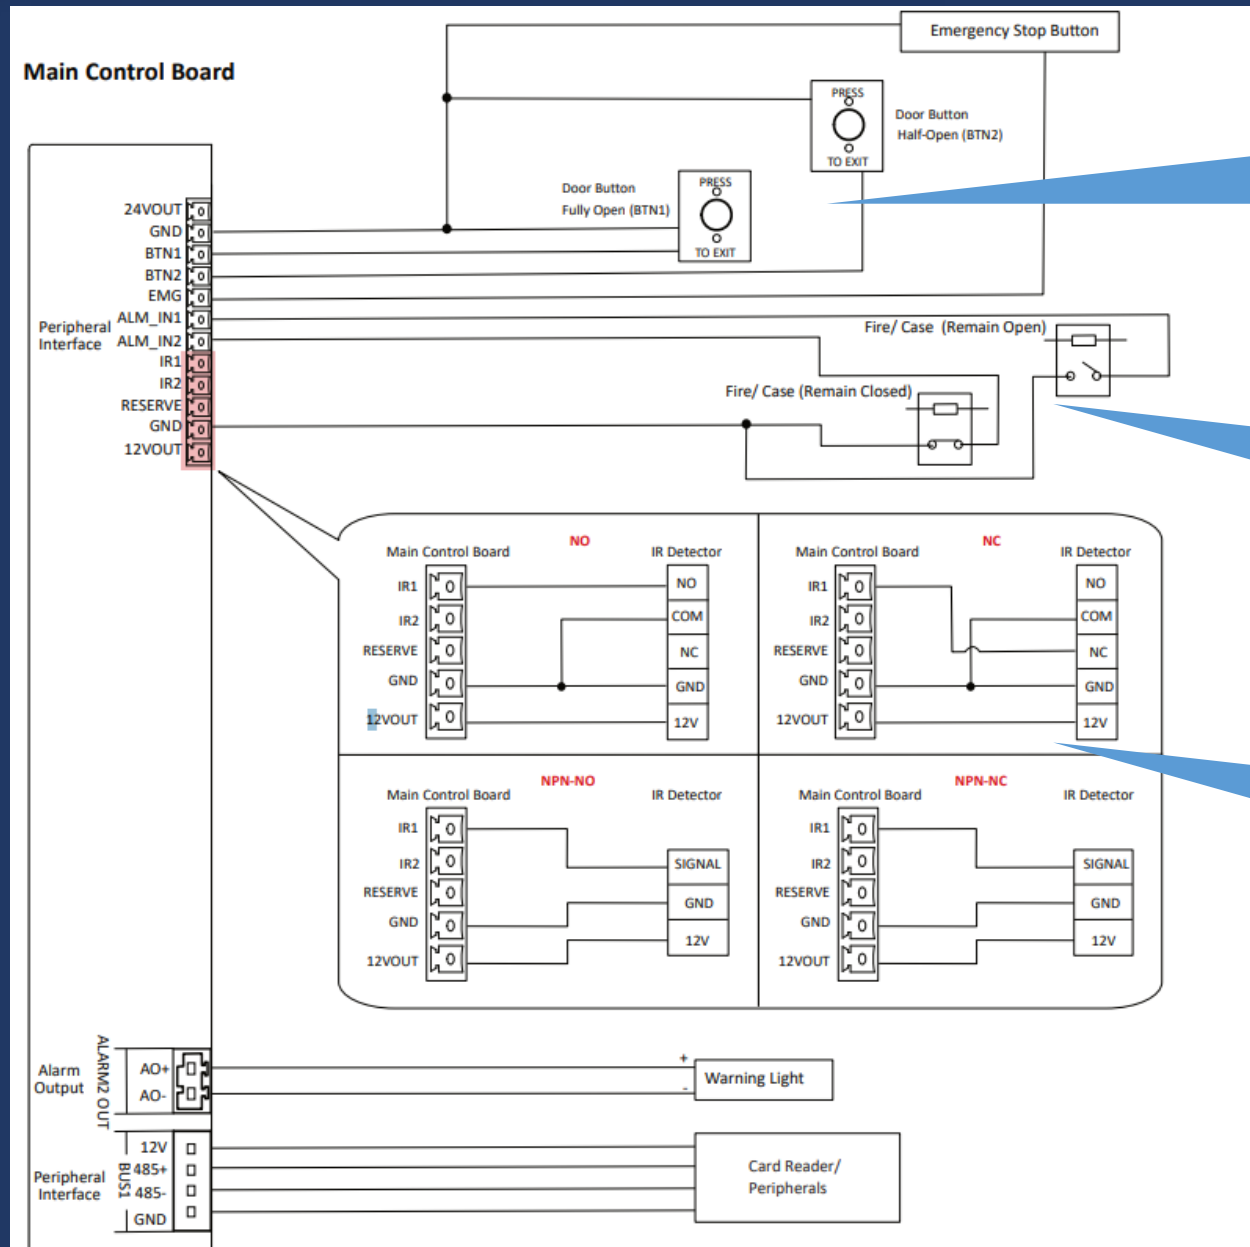 Main Control Board
Emergency Stop Button
PRESS
TO EXIT
Door Button
Half-Open (BTN2)
Door Button
Fully Open (BTN1)
PRESS
TO EXIT
24VOUT
GND
BTN1
BTN2
EMG
ALM_IN1
ALM_IN2
IR1
IR2
RESERVE
GND
12VOUT
Peripheral
Interface
Fire/ Case (Remain Open)
Fire/ Case (Remain Closed)
NO
Main Control Board
IR Detector
IR1
IR2
RESERVE
GND
12VOUT
NO
COM
NC
GND
12V
NC
Main Control Board
IR Detector
IR1
IR2
RESERVE
GND
12VOUT
NO
COM
NC
GND
12V
NPN-NO
Main Control Board
IR Detector
IR1
IR2
RESERVE
GND
12VOUT
SIGNAL
GND
12V
NPN-NC
Main Control Board
IR Detector
IR1
IR2
RESERVE
GND
12VOUT
SIGNAL
GND
12V
Alarm
Output
ALARM2 OUT
AO+
AO-
+
-
Warning Light
Peripheral
Interface
BUS1
12V
485+
485-
GND
Card Reader/
Peripherals